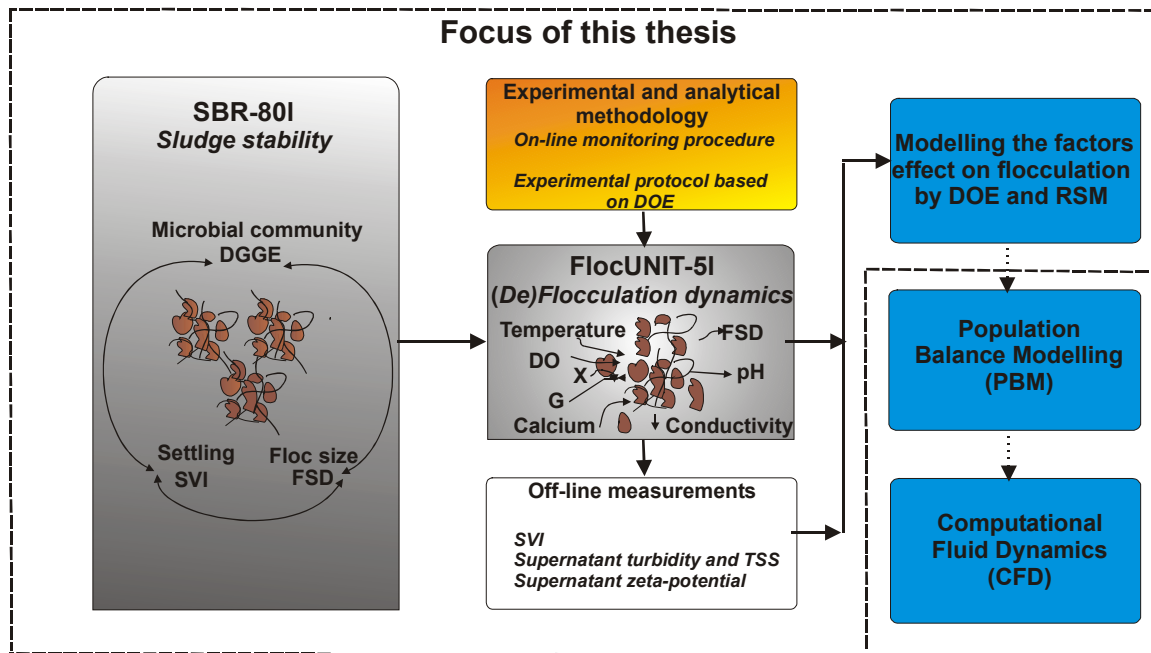 Focus of this thesis
SBR-80l
Sludge stability
Microbial community
DGGE
Settling
SVI
Floc size
FSD
Experimental and analytical
methodology
On-line monitoring procedure
Experimental protocol based
on DOE
FlocUNIT-5l
(De)Flocculation dynamics
Temperature
DO
X
G
Calcium
FSD
pH
Conductivity
Off-line measurements
SVI
Supernatant turbidity and TSS
Supernatant zeta-potential
Modelling the factors
effect on flocculation
by DOE and RSM
Population
Balance Modelling
(PBM)
Computational
Fluid Dynamics
(CFD)